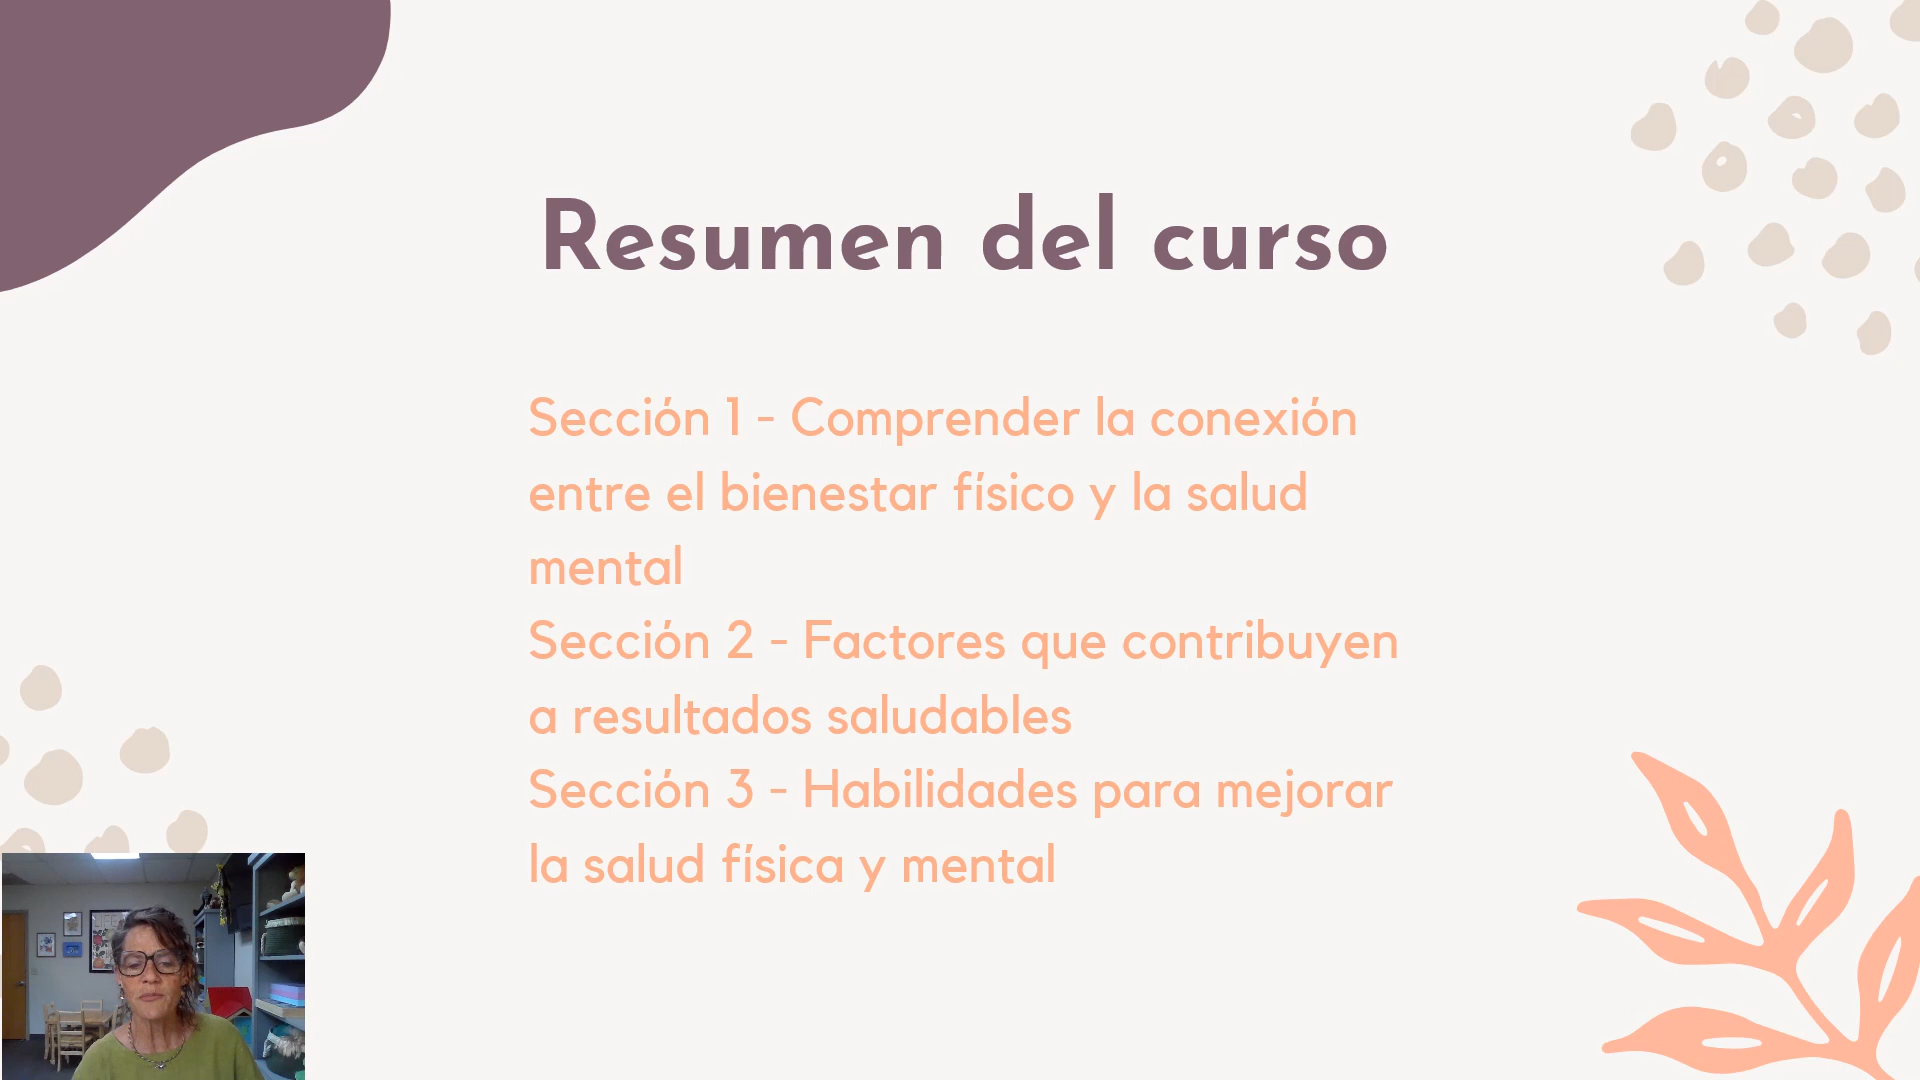 Resumen del curso
Sección 1 - Comprender la conexión
entre el bienestar físico y la salud
mental
Sección 2 - Factores que contribuyen
a resultados saludables
Sección 3 - Habilidades para mejorar
la salud física y mental